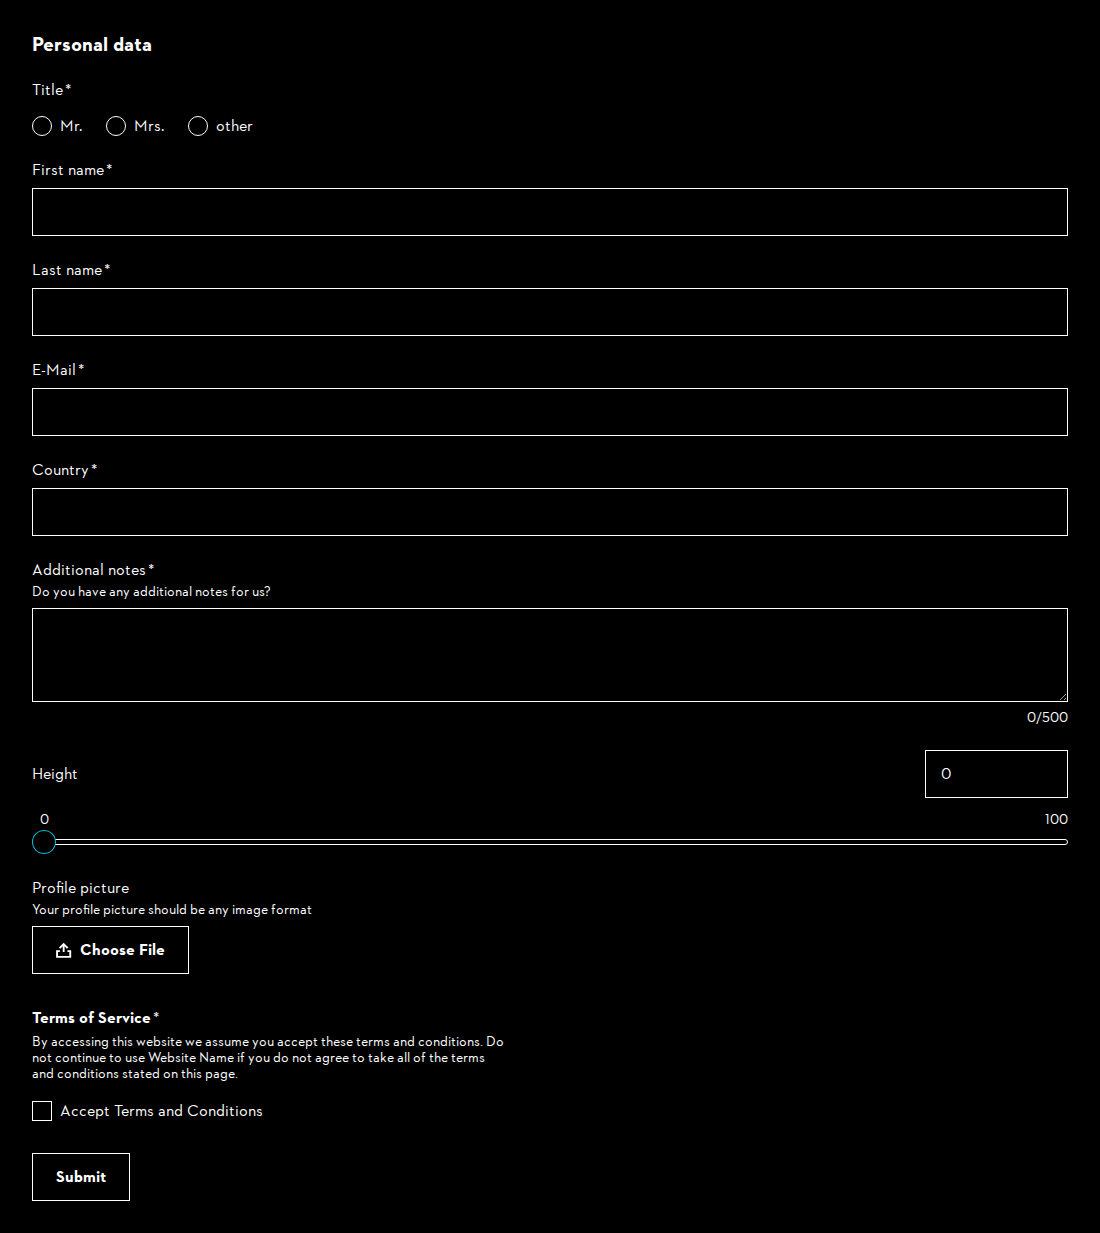 Personal data
Title*
Mr. Mrs. other
First name*
Last name*
E-Mail*
Country*
Additional notes*
Do you have any additional notes for us?
0/500
Height 0
0 100
Profile picture
Your profile picture should be any image format
Choose File
Terms of Service*
By accessing this website we assume you accept these terms and conditions. Do
not continue to use Website Name if you do not agree to take all of the terms
and conditions stated on this page.
Accept Terms and Conditions
Submit